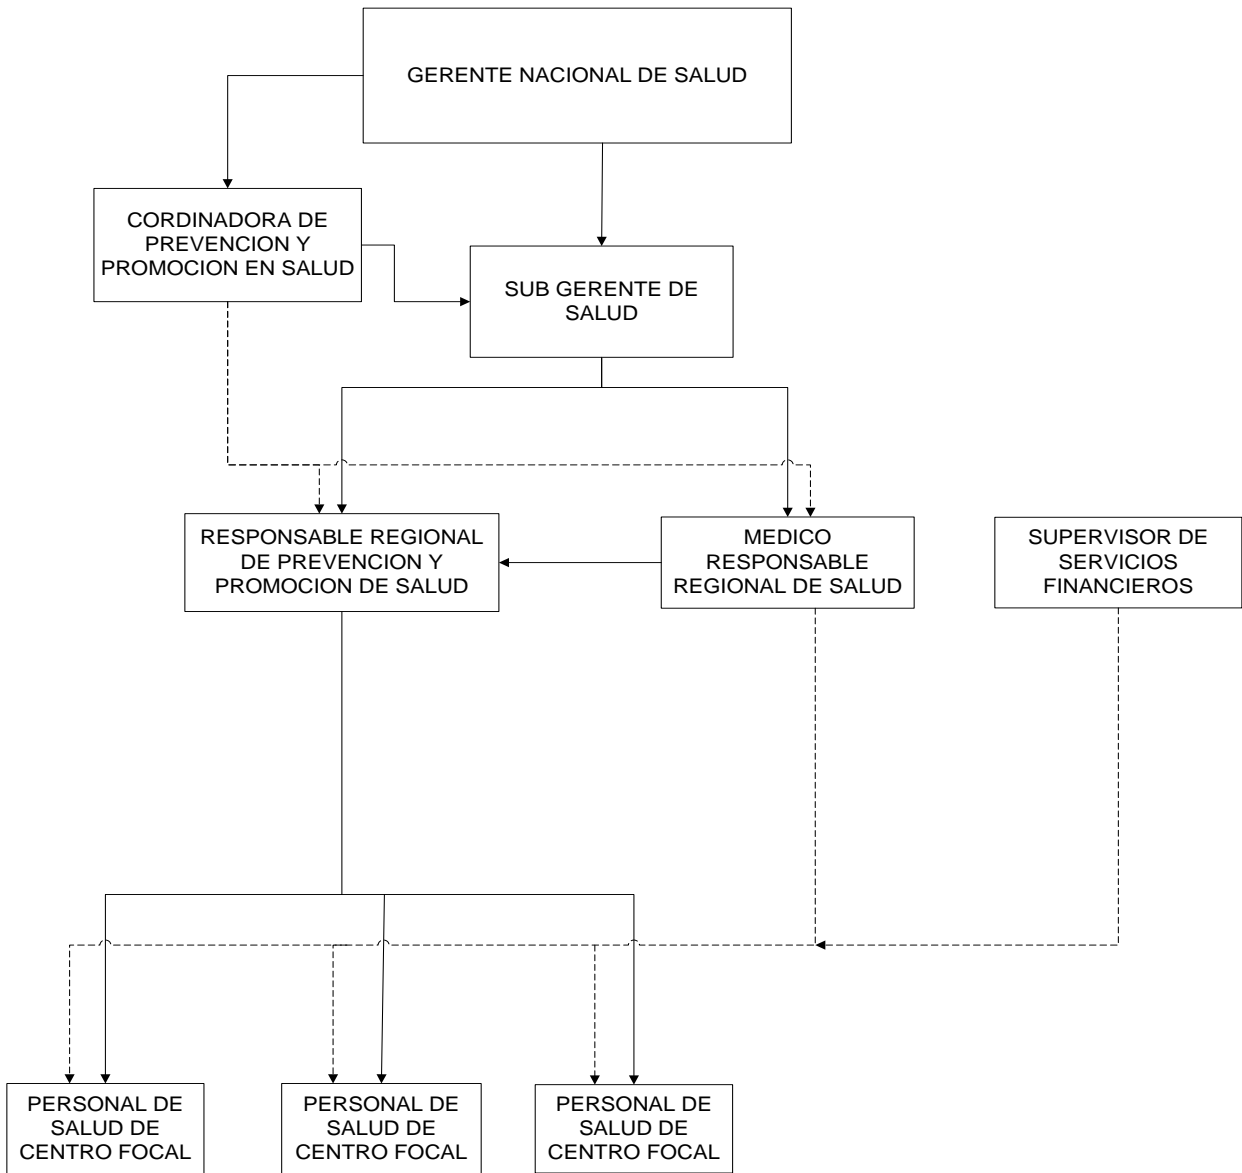 GERENTE NACIONAL DE SALUD
CORDINADORA DE
PREVENCION Y
PROMOCION EN SALUD
SUB GERENTE DE
SALUD
RESPONSABLE REGIONAL
DE PREVENCION Y
PROMOCION DE SALUD
MEDICO
RESPONSABLE
REGIONAL DE SALUD
SUPERVISOR DE
SERVICIOS
FINANCIEROS
PERSONAL DE
SALUD DE
CENTRO FOCAL
PERSONAL DE
SALUD DE
CENTRO FOCAL
PERSONAL DE
SALUD DE
CENTRO FOCAL